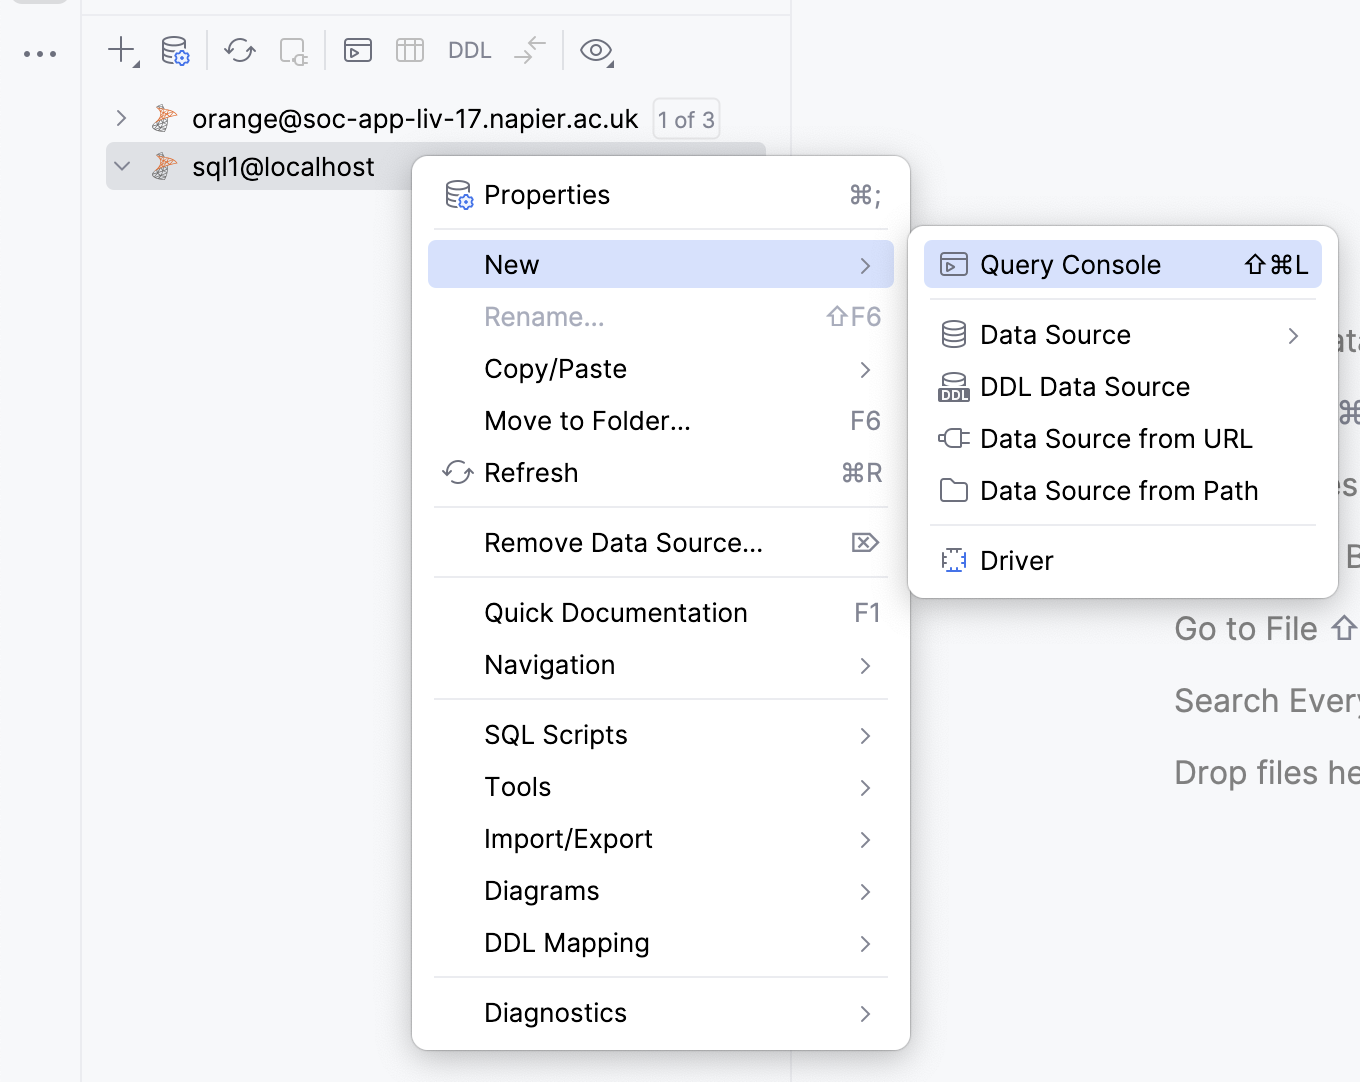 DDL
orange@soc-app-liv-17.napier.ac.uk 1 of 3
sql1@localhost
Properties ⌘;
New
Rename... ⇧F6
Copy/Paste
Move to Folder... F6
Refresh ⌘R
Remove Data Source... ⌦
Quick Documentation F1
Navigation
SQL Scripts
Tools
Import/Export
Diagrams
DDL Mapping
Diagnostics
Query Console ⇧⌘L
Data Source
DDL Data Source
Data Source from URL
Data Source from Path
Driver
Go to File ⇧
Search
Drop files